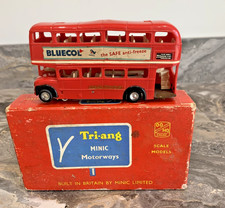 BLUECOL
the SAFE anti-freeze
Tri-ang
MINIC
Motorways
SCALE
MODELS
BUILT IN BRITAIN BY MINIC LIMITED